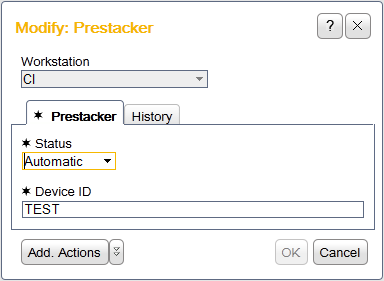 Modify: Prestacker
?
Workstation
CI
✶ Prestacker
History
✶ Status
Automatic
✶ Device ID
TEST
Add. Actions
OK
Cancel